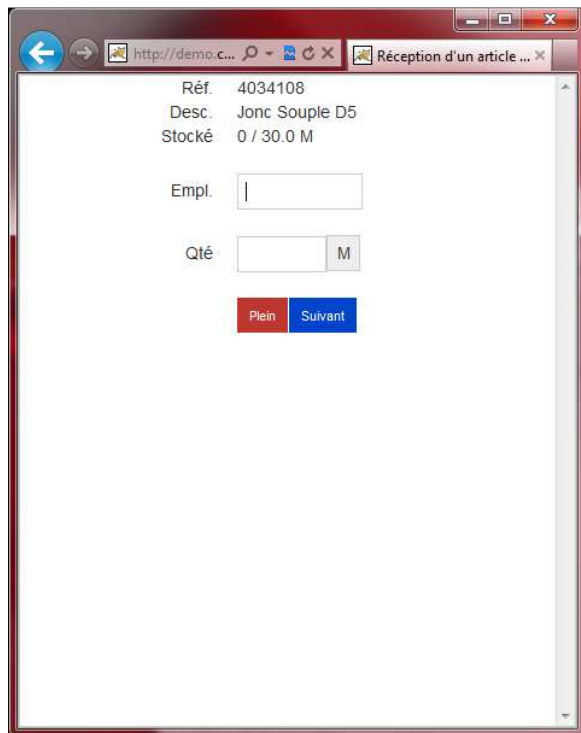 http://demo.c...
Réception d'un article ...
Réf. 4034108
Desc. Jonc Souple D5
Stocké 0 / 30.0 M
Empl.
Qté M
Plein Suivant